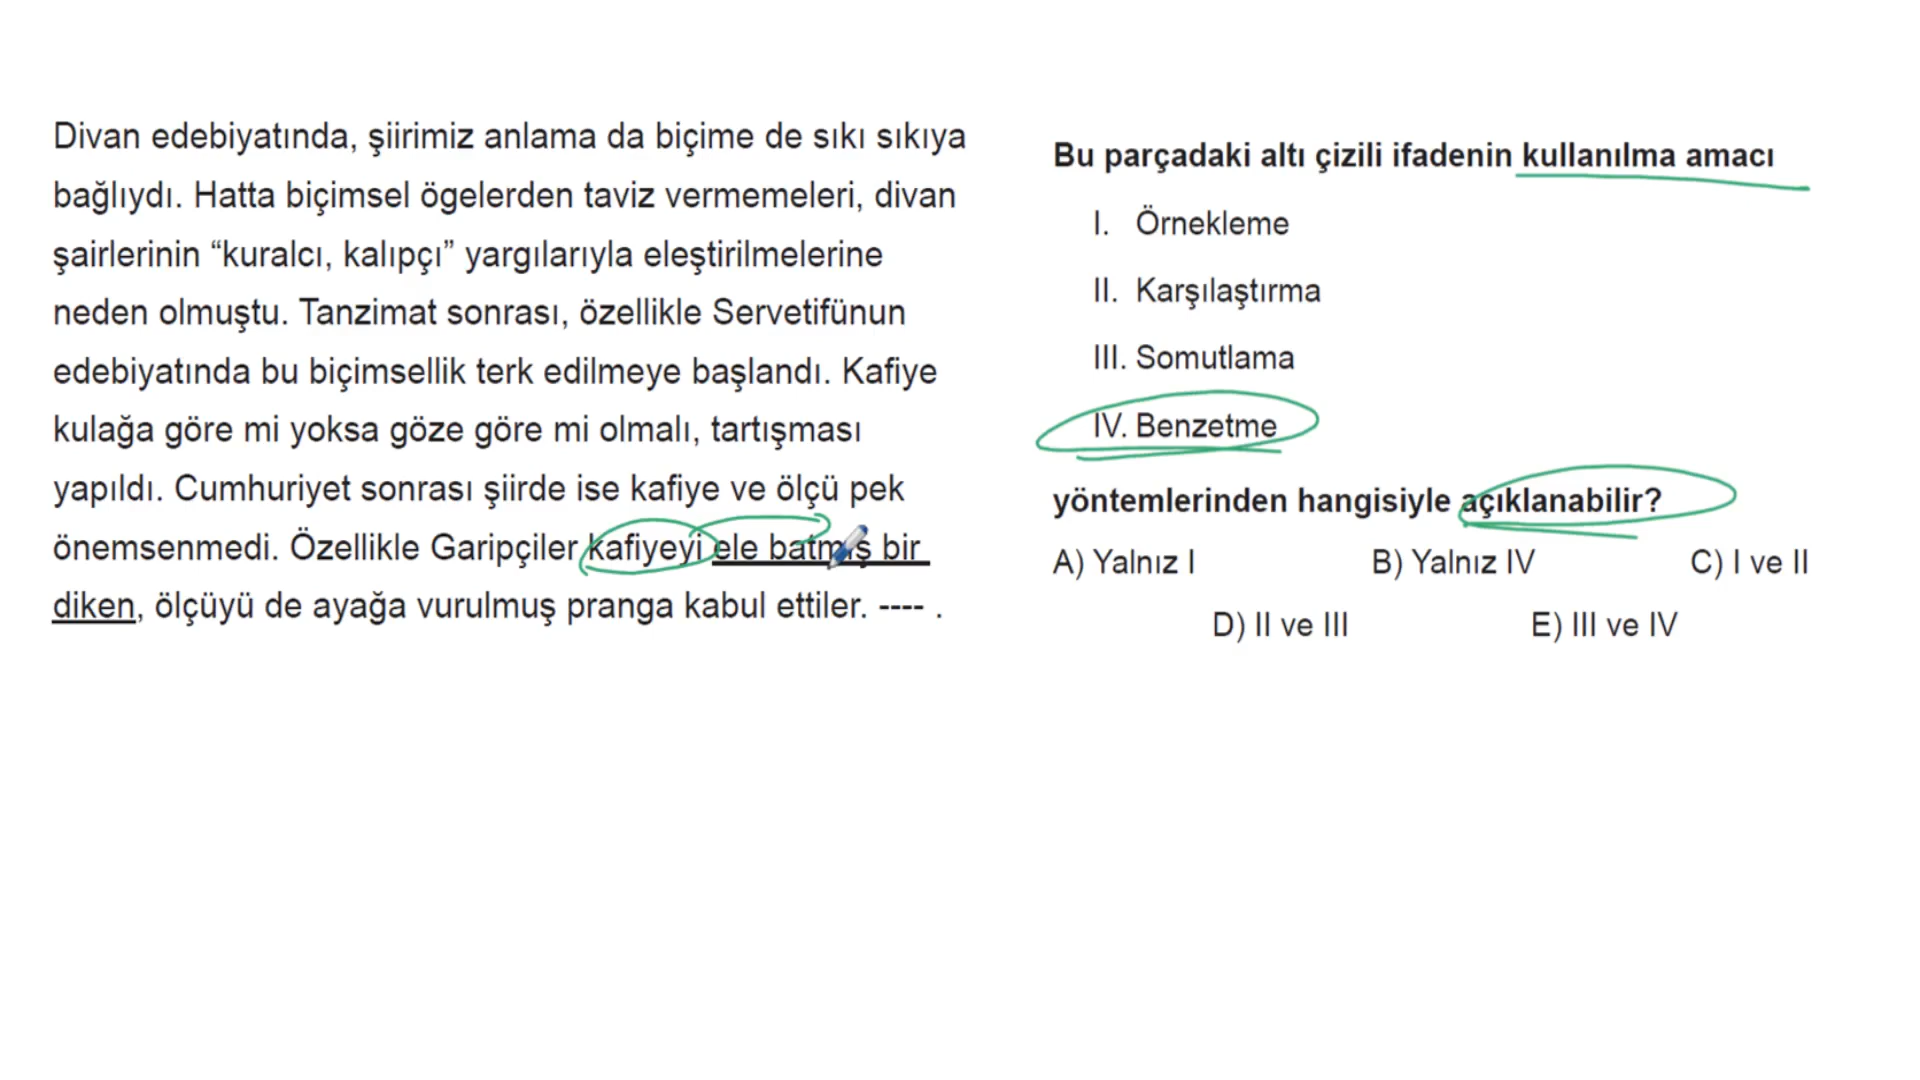 Divan edebiyatında, şiirimiz anlama da biçime de sıkı sıkıya
bağlıydı. Hatta biçimsel ögelerden taviz vermemeleri, divan
şairlerinin “kuralcı, kalıpçı” yargılarıyla eleştirilmelerine
neden olmuştu. Tanzimat sonrası, özellikle Servetifünun
edebiyatında bu biçimsellik terk edilmeye başlandı. Kafiye
kulağa göre mi yoksa göze göre mi olmalı, tartışması
yapıldı. Cumhuriyet sonrası şiirde ise kafiye ve ölçü pek
önemsenmedi. Özellikle Garipçiler kafiyeyi ele batmış bir
diken, ölçüyü de ayağa vurulmuş pranga kabul ettiler. ---- .
Bu parçadaki altı çizili ifadenin kullanılma amacı
I. Örnekleme
II. Karşılaştırma
III. Somutlama
IV. Benzetme
yöntemlerinden hangisiyle açıklanabilir?
A) Yalnız I B) Yalnız IV C) I ve II
D) II ve III E) III ve IV